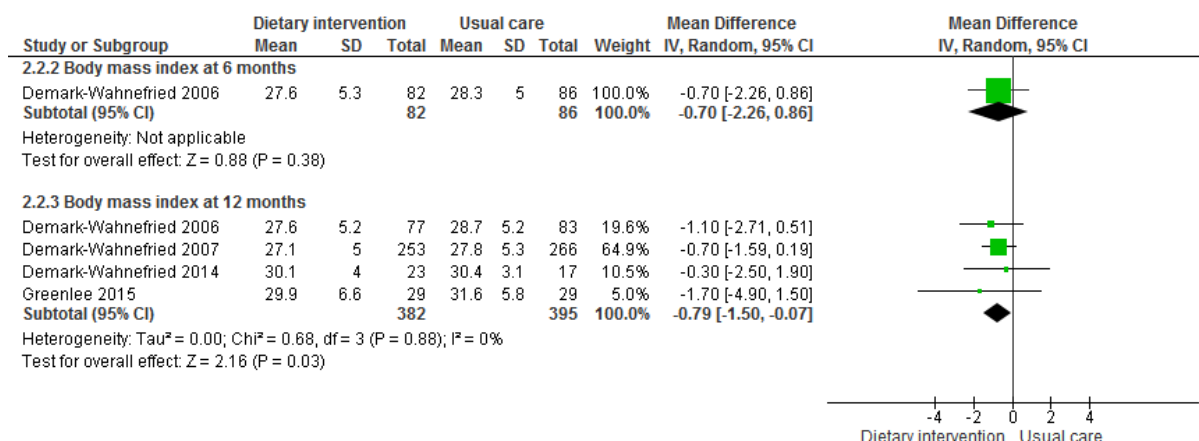 Dietary intervention Usual care Mean Difference Mean Difference
Study or Subgroup Mean SD Total Mean SD Total Weight IV, Random, 95% CI IV, Random, 95% CI
2.2.2 Body mass index at 6 months
Demark-Wahnefried 2006 27.6 5.3 82 28.3 5 86 100.0% -0.70 [-2.26, 0.86]
Subtotal (95% CI) 82 86 100.0% -0.70 [-2.26, 0.86]
Heterogeneity: Not applicable
Test for overall effect: Z = 0.88 (P = 0.38)
2.2.3 Body mass index at 12 months
Demark-Wahnefried 2006 27.6 5.2 77 28.7 5.2 83 19.6% -1.10 [-2.71, 0.51]
Demark-Wahnefried 2007 27.1 5 253 27.8 5.3 266 64.9% -0.70 [-1.59, 0.19]
Demark-Wahnefried 2014 30.1 4 23 30.4 3.1 17 10.5% -0.30 [-2.50, 1.90]
Greenlee 2015 29.9 6.6 29 31.6 5.8 29 5.0% -1.70 [-4.90, 1.50]
Subtotal (95% CI) 382 395 100.0% -0.79 [-1.50, -0.07]
Heterogeneity: Tau² = 0.00; Chi² = 0.68, df = 3 (P = 0.88); I² = 0%
Test for overall effect: Z = 2.16 (P = 0.03)
-4 -2 0 2 4
Dietary intervention Usual care